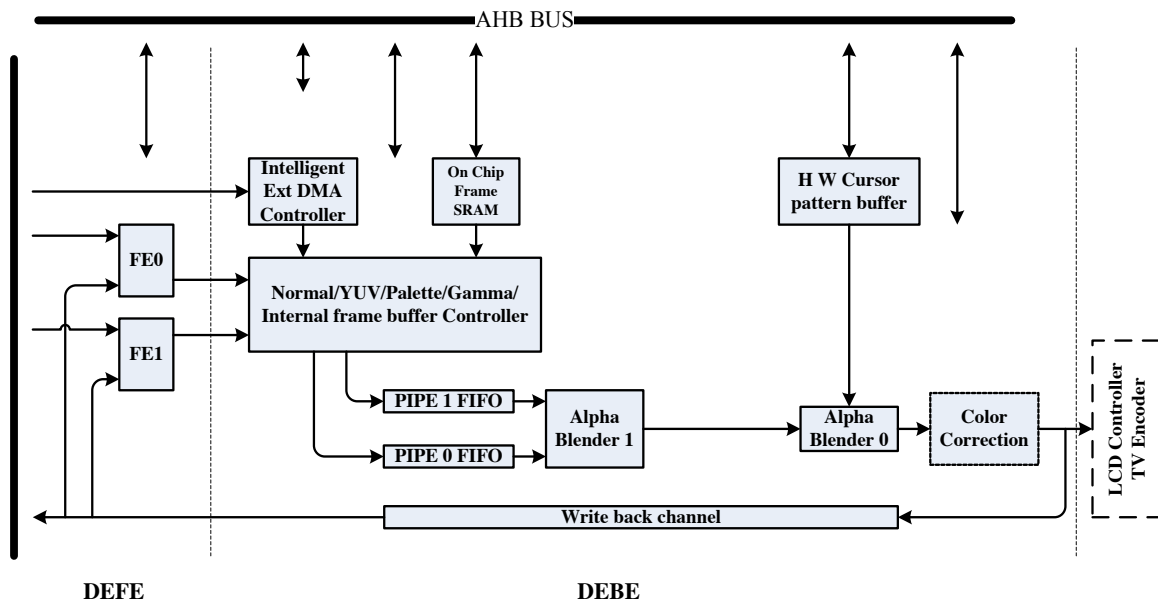 AHB BUS
Intelligent
Ext DMA
Controller
On Chip
Frame
SRAM
H W Cursor
pattern buffer
FE0
FE1
Normal/YUV/Palette/Gamma/
Internal frame buffer Controller
PIPE 1 FIFO
PIPE 0 FIFO
Alpha
Blender 1
Alpha
Blender 0
Color
Correction
LCD Controller
TV Encoder
Write back channel
DEFE
DEBE